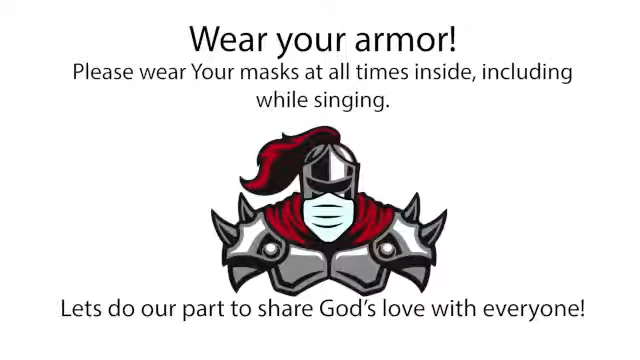 Wear your armor!
Please wear Your masks at all times inside, including
while singing.
Lets do our part to share God's love with everyone!